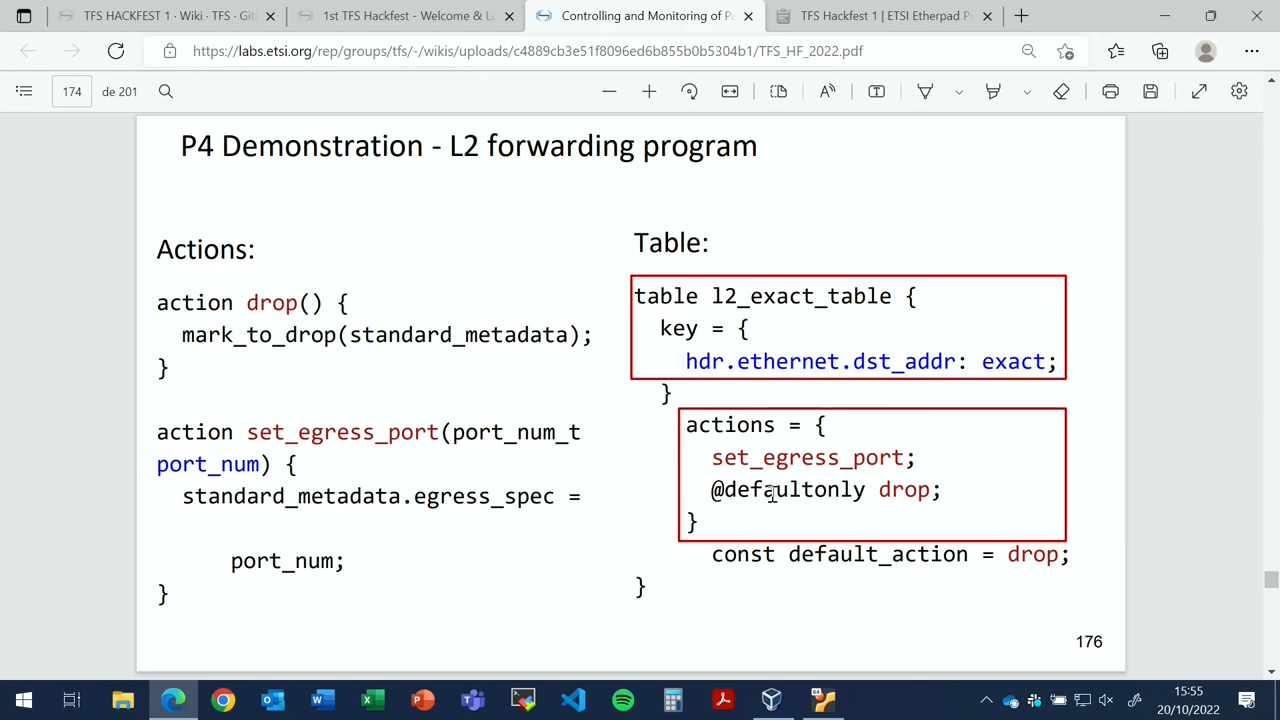 TFS HACKFEST 1 · Wiki · TFS · Git
1st TFS Hackfest - Welcome & Lo
Controlling and Monitoring of Pa
TFS Hackfest 1 | ETSI Etherpad Po
https://labs.etsi.org/rep/groups/tfs/-/wikis/uploads/c4889cb3e51f8096ed6b855b0b5304b1/TFS_HF_2022.pdf
174 de 201
P4 Demonstration - L2 forwarding program
Actions:
action drop() {
mark_to_drop(standard_metadata);
}
action set_egress_port(port_num_t
port_num) {
standard_metadata.egress_spec =
port_num;
}
Table:
table l2_exact_table {
key = {
hdr.ethernet.dst_addr: exact;
}
actions = {
set_egress_port;
@defaultonly drop;
}
const default_action = drop;
}
176
15:55
20/10/2022